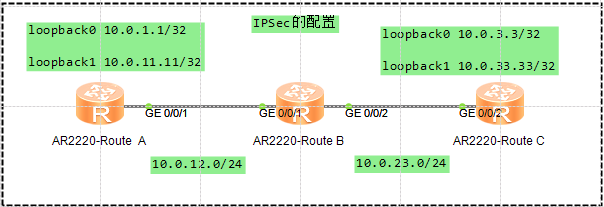 IPSec的配置
loopback0 10.0.1.1/32
loopback1 10.0.11.11/32
loopback0 10.0.3.3/32
loopback1 10.0.33.33/32
R
R
R
GE 0/0/1
GE 0/0/1
GE 0/0/2
GE 0/0/2
AR2220-Route A
AR2220-Route B
AR2220-Route C
10.0.12.0/24
10.0.23.0/24